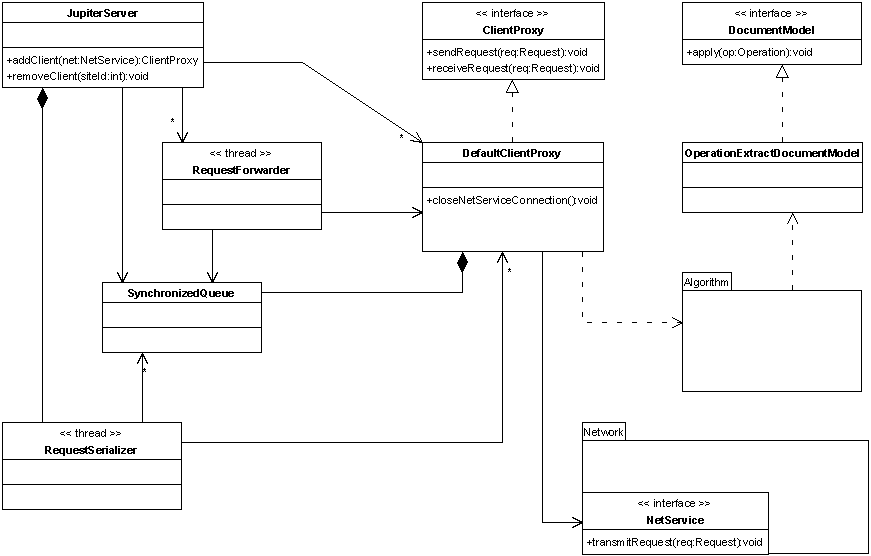 JupiterServer
+addClient(net:NetService):ClientProxy
+removeClient(siteId:int):void
<< interface >>
ClientProxy
+sendRequest(req:Request):void
+receiveRequest(req:Request):void
<< interface >>
DocumentModel
+apply(op:Operation):void
*
*
<< thread >>
RequestForwarder
DefaultClientProxy
+closeNetServiceConnection():void
OperationExtractDocumentModel
*
SynchronizedQueue
Algorithm
*
<< thread >>
RequestSerializer
Network
<< interface >>
NetService
+transmitRequest(req:Request):void